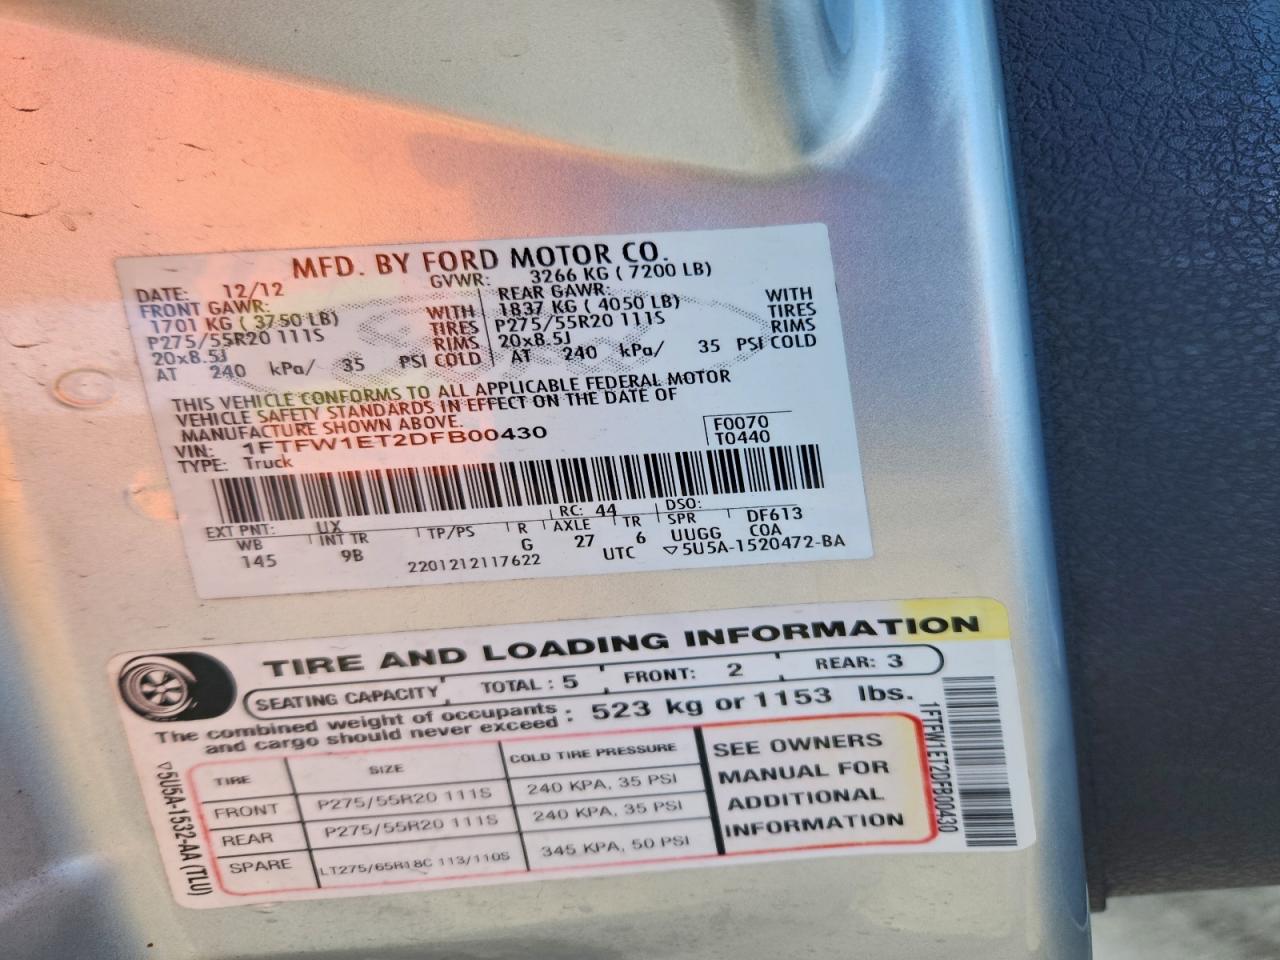 MFD. BY FORD MOTOR CO.
DATE: 12/12 GVWR: 3266 KG ( 7200 LB)
FRONT GAWR: REAR GAWR:
1701 KG ( 3750 LB) WITH 1837 KG ( 4050 LB) WITH
P275/55R20 111S TIRES P275/55R20 111S TIRES
20x8.5J RIMS 20x8.5J RIMS
AT 240 kPa/ 35 PSI COLD AT 240 kPa/ 35 PSI COLD
THIS VEHICLE CONFORMS TO ALL APPLICABLE FEDERAL MOTOR
VEHICLE SAFETY STANDARDS IN EFFECT ON THE DATE OF
MANUFACTURE SHOWN ABOVE.
VIN: 1FTFW1ET2DFB00430 F0070
TYPE: Truck T0440
EXT PNT: UX RC: 44 DSO:
WB INT TR TP/PS R AXLE TR SPR DF613
145 9B G 27 6 UUGG COA
2201212117622 UTC ▽5U5A-1520472-BA
TIRE AND LOADING INFORMATION
SEATING CAPACITY TOTAL : 5 FRONT: 2 REAR: 3
The combined weight of occupants
and cargo should never exceed : 523 kg or 1153 lbs.
TIRE SIZE COLD TIRE PRESSURE
FRONT P275/55R20 111S 240 KPA, 35 PSI
REAR P275/55R20 111S 240 KPA, 35 PSI
SPARE LT275/65R18C 113/110S 345 KPA, 50 PSI
SEE OWNERS
MANUAL FOR
ADDITIONAL
INFORMATION
▽5U5A-1532-AA (TLU)
1FTFW1ET2DFB00430